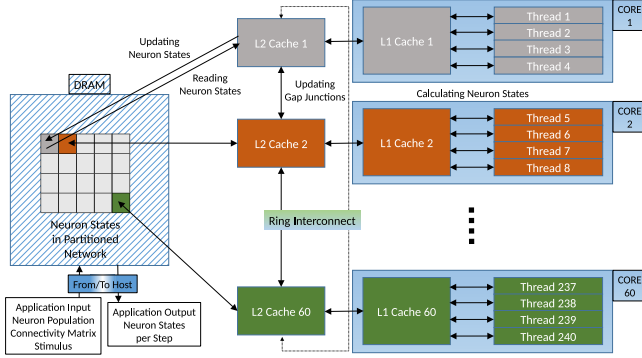 CORE
1
Updating
Neuron States
Reading
Neuron States
L2 Cache 1
L1 Cache 1
Thread 1
Thread 2
Thread 3
Thread 4
DRAM
Updating
Gap Junctions
Calculating Neuron States
CORE
2
L2 Cache 2
L1 Cache 2
Thread 5
Thread 6
Thread 7
Thread 8
Neuron States
in Partitioned
Network
Ring Interconnect
From/To Host
Application Input
Neuron Population
Connectivity Matrix
Stimulus
Application Output
Neuron States
per Step
L2 Cache 60
L1 Cache 60
Thread 237
Thread 238
Thread 239
Thread 240
CORE
60